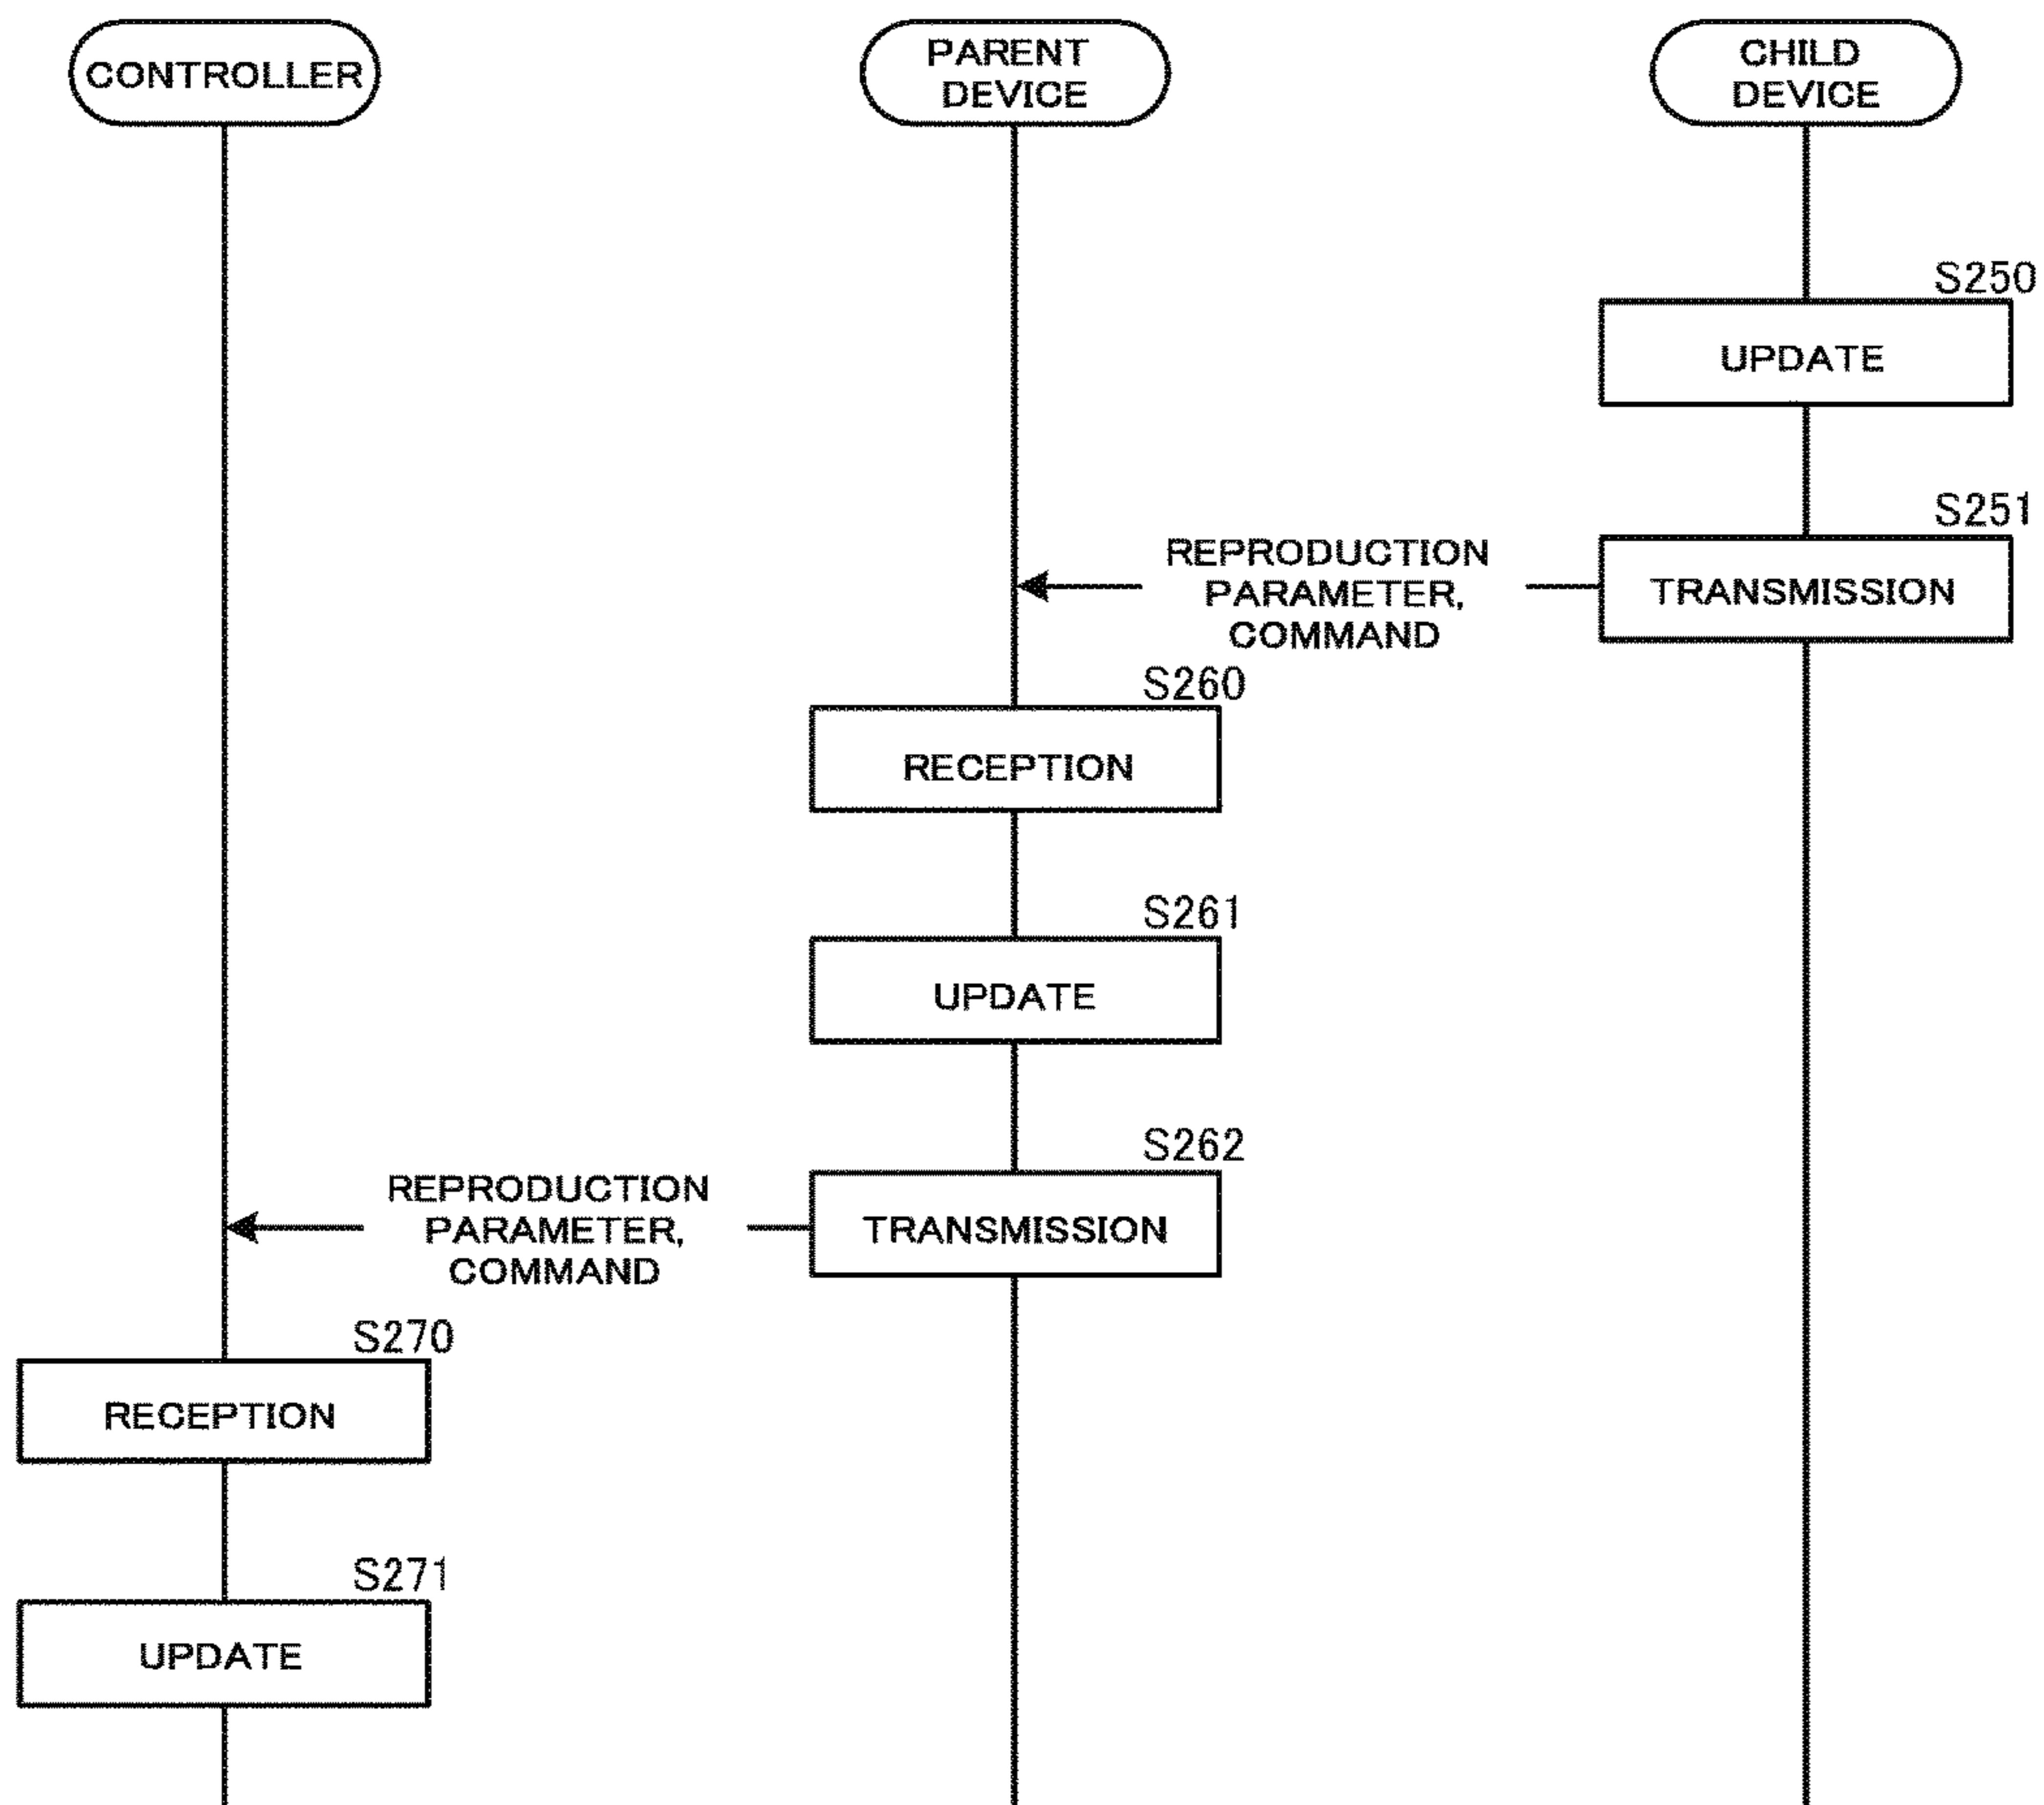 CONTROLLER
PARENT
DEVICE
CHILD
DEVICE
S250
UPDATE
S251
TRANSMISSION
REPRODUCTION
PARAMETER,
COMMAND
S260
RECEPTION
S261
UPDATE
S262
TRANSMISSION
REPRODUCTION
PARAMETER,
COMMAND
S270
RECEPTION
S271
UPDATE